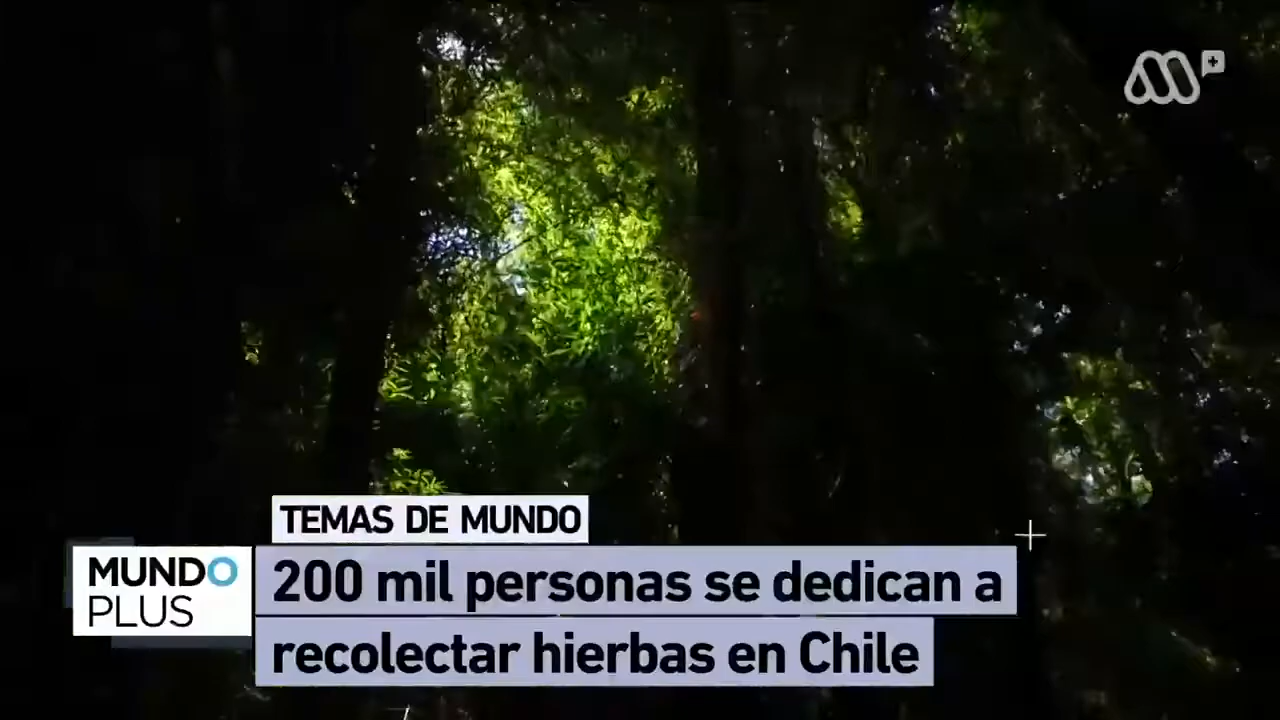 TEMAS DE MUNDO
MUNDO
PLUS
200 mil personas se dedican a
recolectar hierbas en Chile